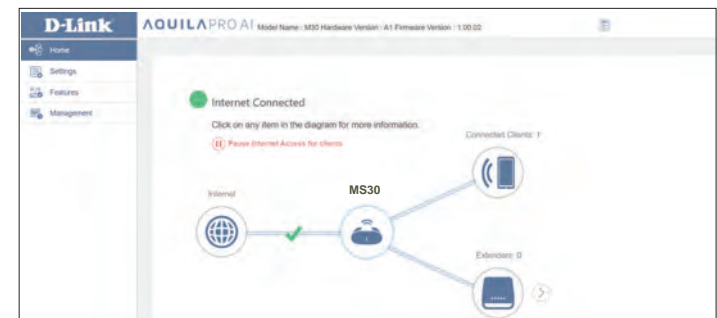 D-Link
AQUILA PRO AI Model Name : M30 Hardware Version : A1 Firmware Version : 1.00.02
Home
Settings
Features
Management
Internet Connected
Click on any item in the diagram for more information.
Pause Internet Access for clients
Connected Clients: 1
Internet
MS30
Extenders: 0